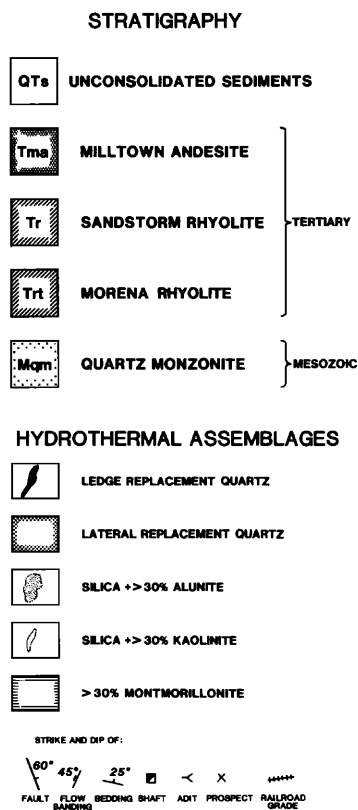 STRATIGRAPHY
QTs UNCONSOLIDATED SEDIMENTS
Tma MILLTOWN ANDESITE
Tr SANDSTORM RHYOLITE
TERTIARY
Trt MORENA RHYOLITE
Mqm QUARTZ MONZONITE MESOZOIC
HYDROTHERMAL ASSEMBLAGES
LEDGE REPLACEMENT QUARTZ
LATERAL REPLACEMENT QUARTZ
SILICA +>30% ALUNITE
SILICA +>30% KAOLINITE
>30% MONTMORILLONITE
STRIKE AND DIP OF:
60° 45° 25°
FAULT FLOW BANDING BEDDING SHAFT ADIT PROSPECT RAILROAD GRADE